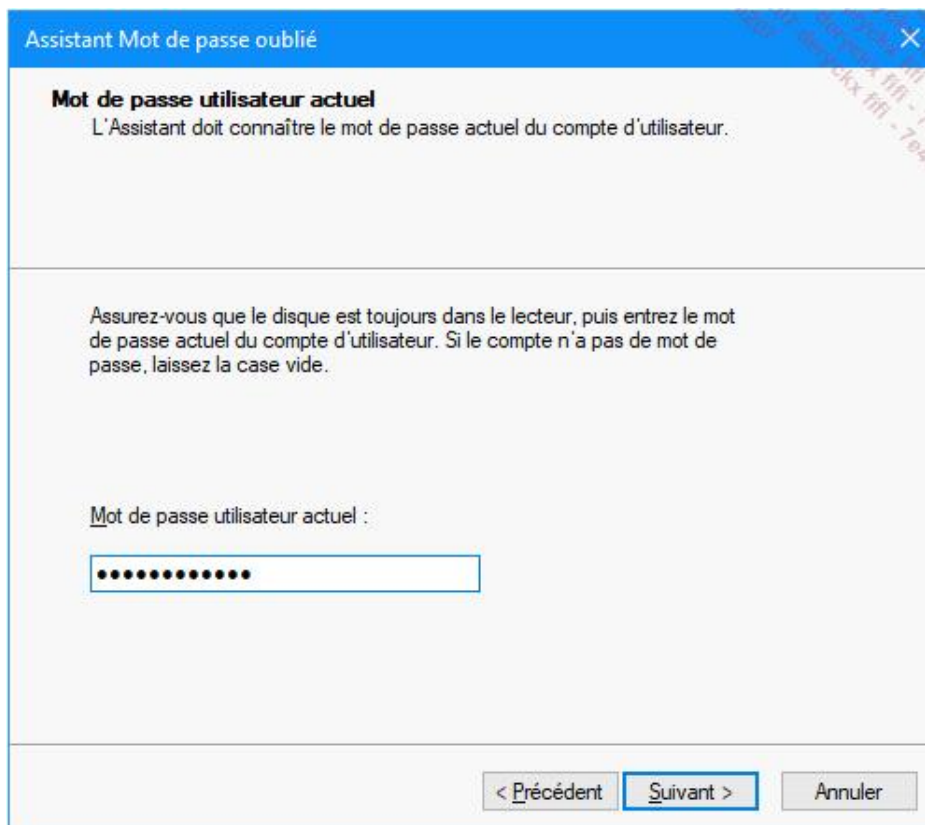 Assistant Mot de passe oublié
Mot de passe utilisateur actuel
L'Assistant doit connaître le mot de passe actuel du compte d'utilisateur.
Assurez-vous que le disque est toujours dans le lecteur, puis entrez le mot
de passe actuel du compte d'utilisateur. Si le compte n'a pas de mot de
passe, laissez la case vide.
Mot de passe utilisateur actuel :
••••••••••••
< Précédent
Suivant >
Annuler
deryckx fifi